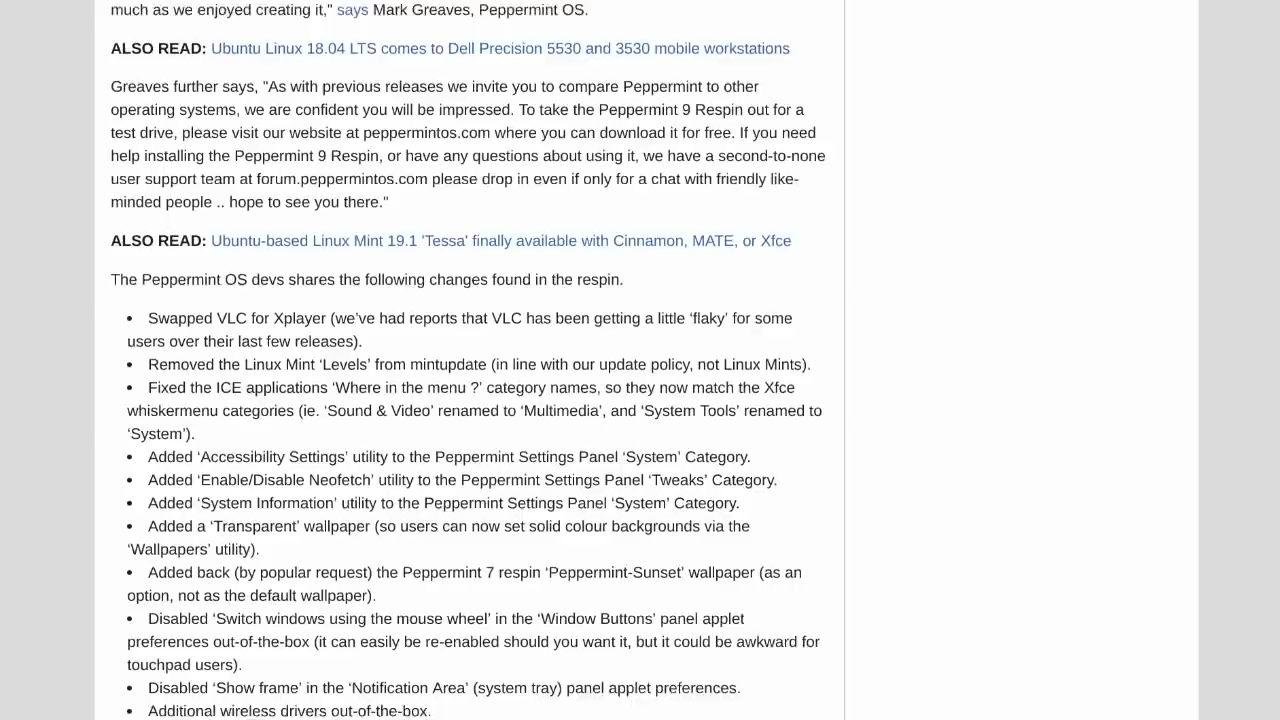 much as we enjoyed creating it," says Mark Greaves, Peppermint OS.
ALSO READ: Ubuntu Linux 18.04 LTS comes to Dell Precision 5530 and 3530 mobile workstations
Greaves further says, "As with previous releases we invite you to compare Peppermint to other
operating systems, we are confident you will be impressed. To take the Peppermint 9 Respin out for a
test drive, please visit our website at peppermintos.com where you can download it for free. If you need
help installing the Peppermint 9 Respin, or have any questions about using it, we have a second-to-none
user support team at forum.peppermintos.com please drop in even if only for a chat with friendly like-
minded people .. hope to see you there."
ALSO READ: Ubuntu-based Linux Mint 19.1 'Tessa' finally available with Cinnamon, MATE, or Xfce
The Peppermint OS devs shares the following changes found in the respin.
• Swapped VLC for Xplayer (we’ve had reports that VLC has been getting a little ‘flaky’ for some
users over their last few releases).
• Removed the Linux Mint ‘Levels’ from mintupdate (in line with our update policy, not Linux Mints).
• Fixed the ICE applications ‘Where in the menu ?’ category names, so they now match the Xfce
whiskermenu categories (ie. ‘Sound & Video’ renamed to ‘Multimedia’, and ‘System Tools’ renamed to
‘System’).
• Added ‘Accessibility Settings’ utility to the Peppermint Settings Panel ‘System’ Category.
• Added ‘Enable/Disable Neofetch’ utility to the Peppermint Settings Panel ‘Tweaks’ Category.
• Added ‘System Information’ utility to the Peppermint Settings Panel ‘System’ Category.
• Added a ‘Transparent’ wallpaper (so users can now set solid colour backgrounds via the
‘Wallpapers’ utility).
• Added back (by popular request) the Peppermint 7 respin ‘Peppermint-Sunset’ wallpaper (as an
option, not as the default wallpaper).
• Disabled ‘Switch windows using the mouse wheel’ in the ‘Window Buttons’ panel applet
preferences out-of-the-box (it can easily be re-enabled should you want it, but it could be awkward for
touchpad users).
• Disabled ‘Show frame’ in the ‘Notification Area’ (system tray) panel applet preferences.
• Additional wireless drivers out-of-the-box.